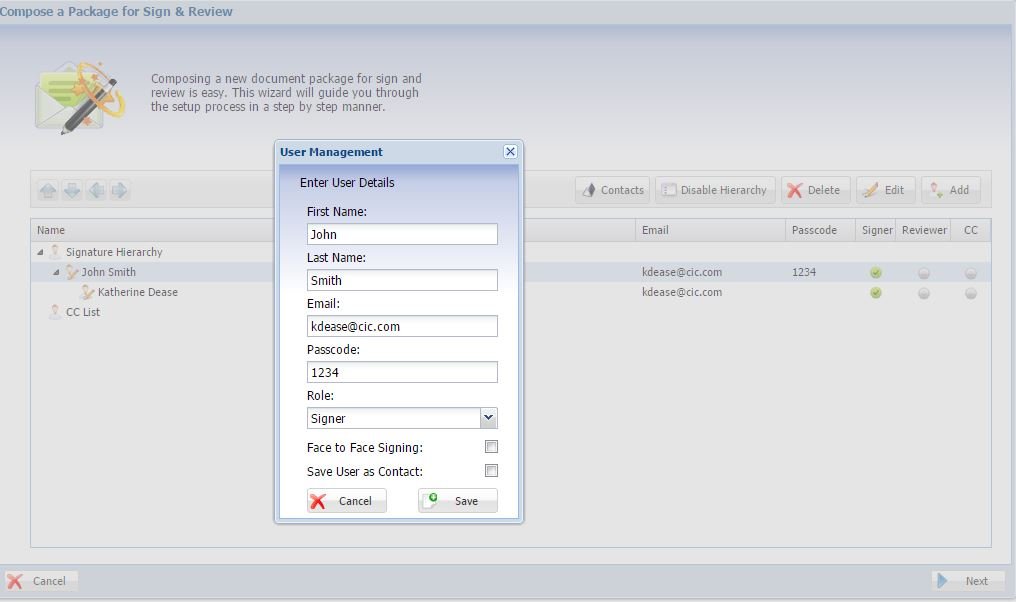 Compose a Package for Sign & Review
Composing a new document package for sign and
review is easy. This wizard will guide you through
the setup process in a step by step manner.
Contacts Disable Hierarchy Delete Edit Add
Name Email Passcode Signer Reviewer CC
Signature Hierarchy
John Smith kdease@cic.com 1234
Katherine Dease kdease@cic.com
CC List
User Management
Enter User Details
First Name:
John
Last Name:
Smith
Email:
kdease@cic.com
Passcode:
1234
Role:
Signer
Face to Face Signing:
Save User as Contact:
Cancel Save
Cancel Next